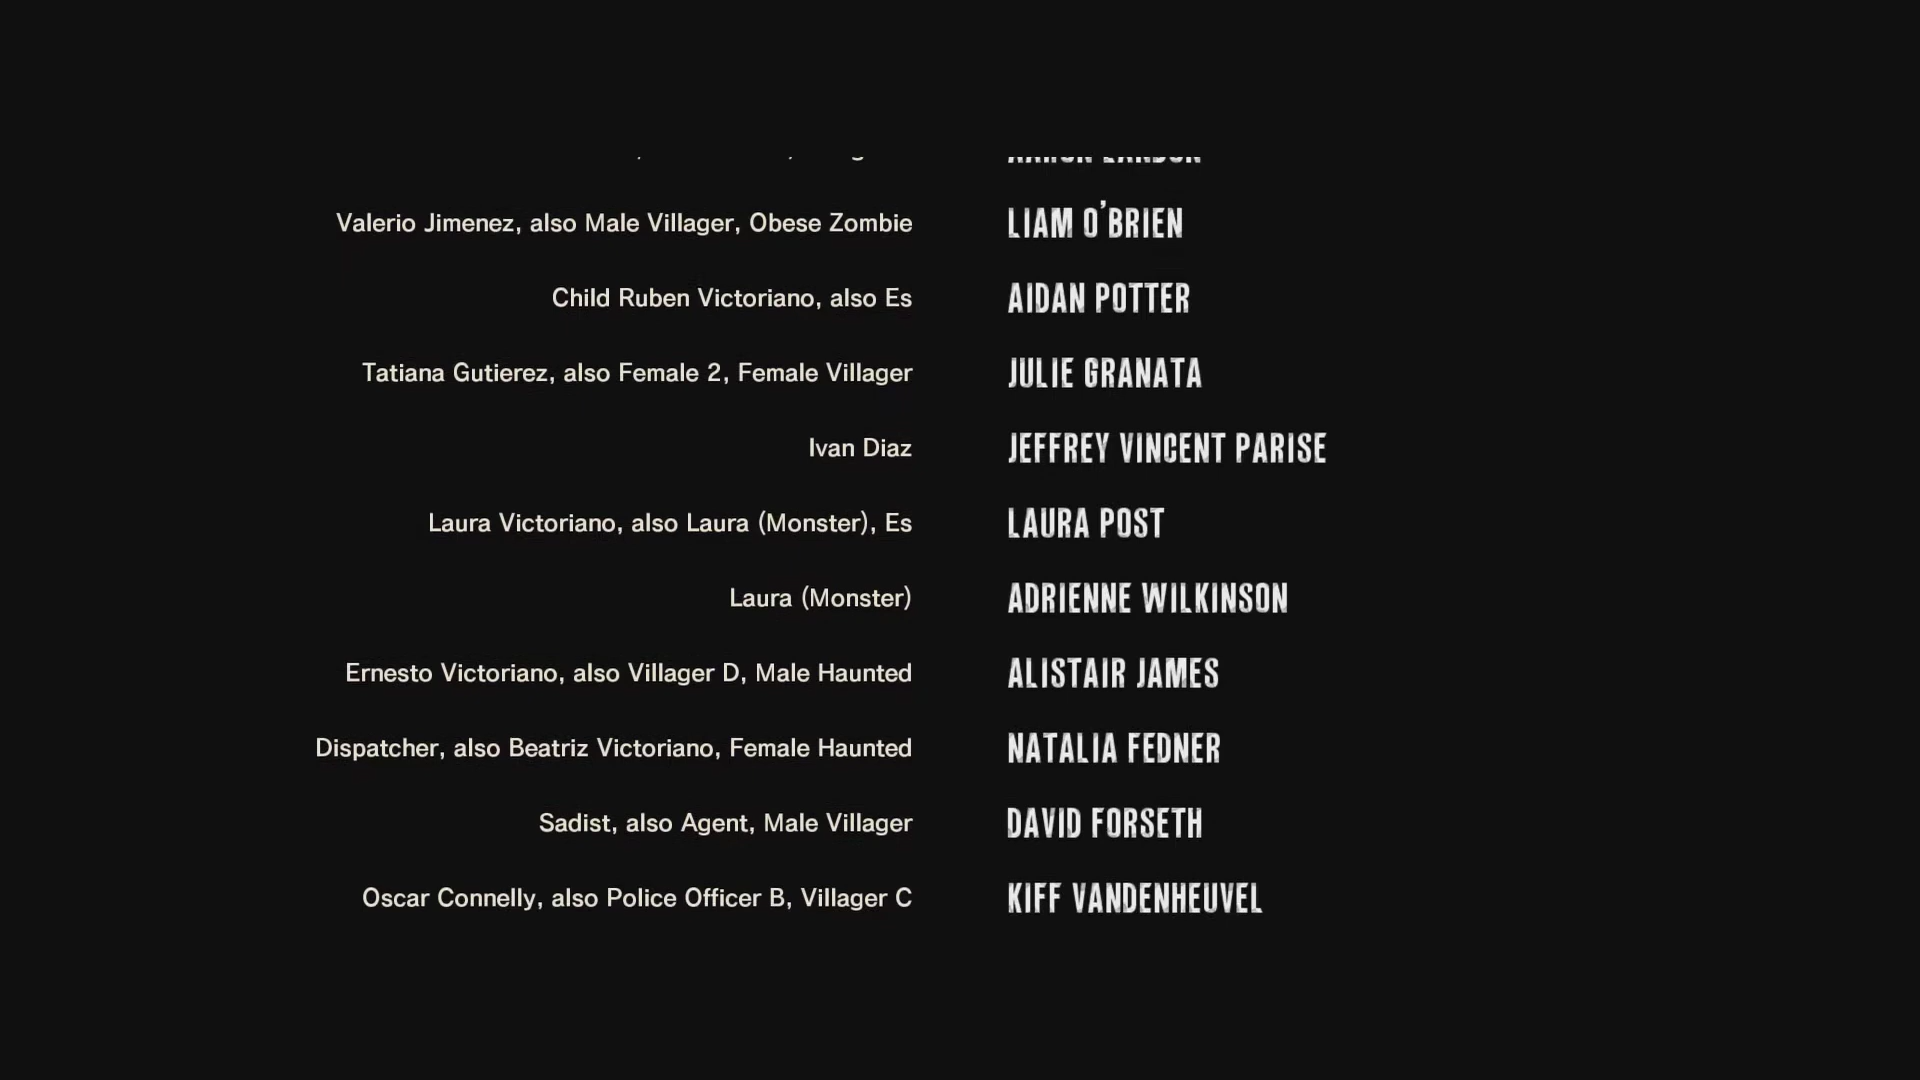 Valerio Jimenez, also Male Villager, Obese Zombie LIAM O'BRIEN
Child Ruben Victoriano, also Es AIDAN POTTER
Tatiana Gutierez, also Female 2, Female Villager JULIE GRANATA
Ivan Diaz JEFFREY VINCENT PARISE
Laura Victoriano, also Laura (Monster), Es LAURA POST
Laura (Monster) ADRIENNE WILKINSON
Ernesto Victoriano, also Villager D, Male Haunted ALISTAIR JAMES
Dispatcher, also Beatriz Victoriano, Female Haunted NATALIA FEDNER
Sadist, also Agent, Male Villager DAVID FORSETH
Oscar Connelly, also Police Officer B, Villager C KIFF VANDENHEUVEL